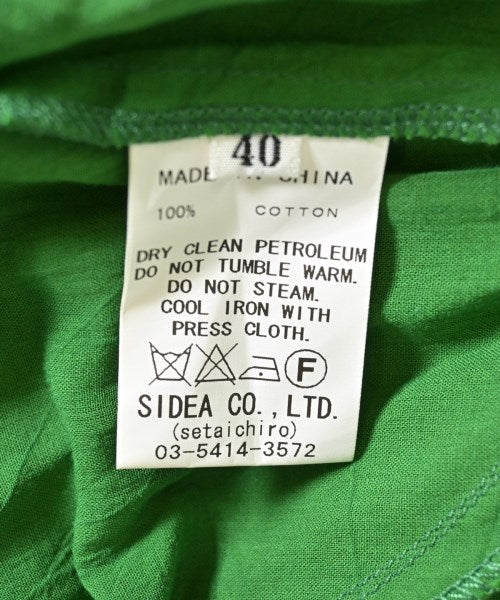 40
MADE IN CHINA
100% COTTON
DRY CLEAN PETROLEUM
DO NOT TUMBLE WARM.
DO NOT STEAM.
COOL IRON WITH
PRESS CLOTH.
F
SIDEA CO.,LTD.
(setaichiro)
03-5414-3572